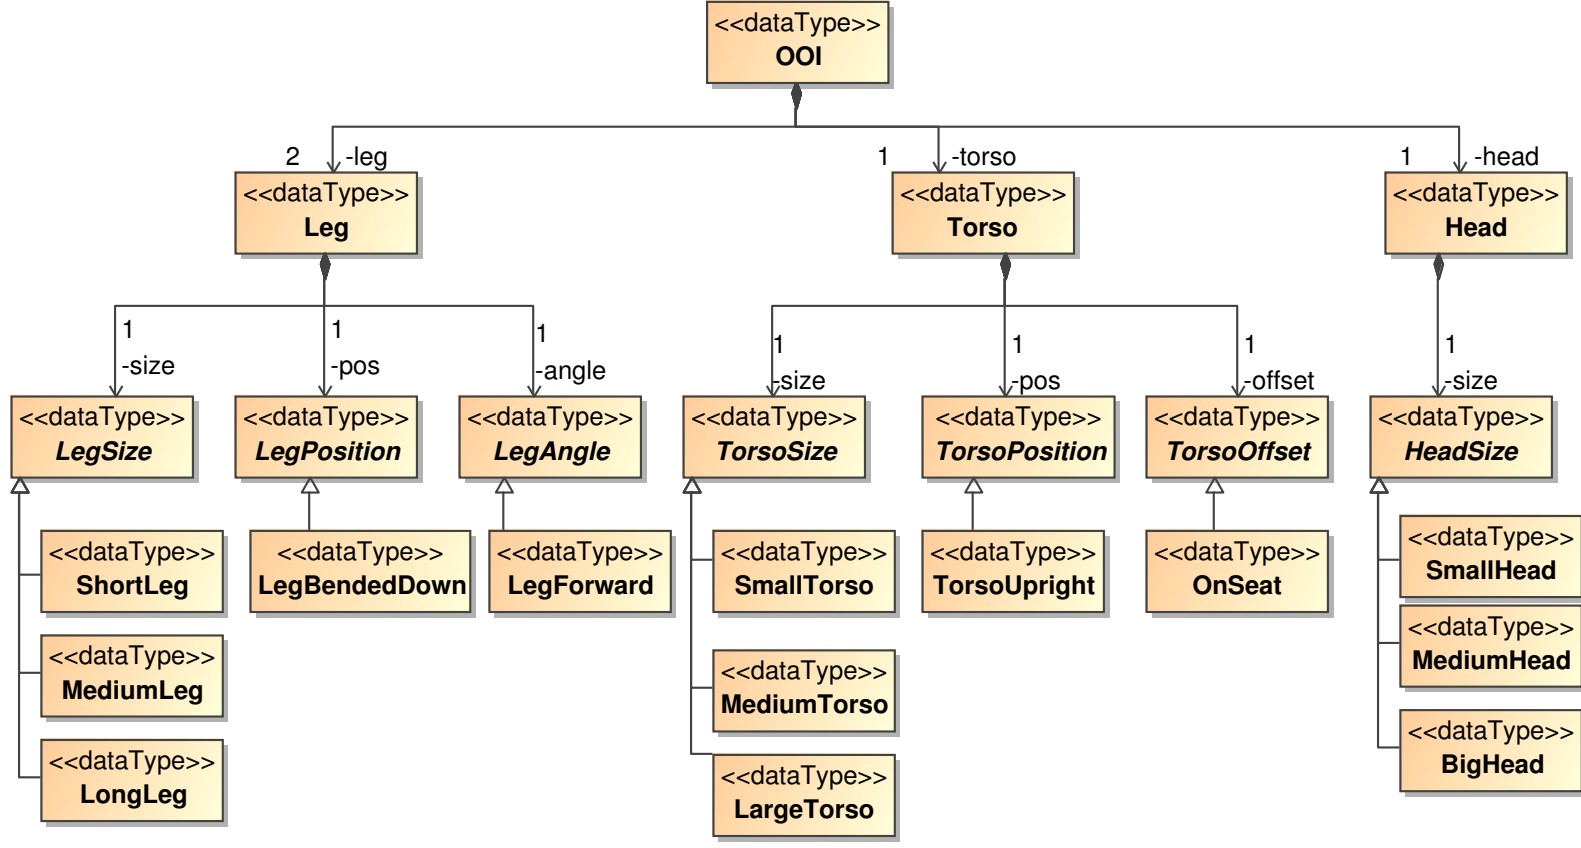 <<dataType>>
OOI
2
-leg
1
-torso
1
-head
<<dataType>>
Leg
<<dataType>>
Torso
<<dataType>>
Head
1
-size
1
-pos
1
-angle
1
-size
1
-pos
1
-offset
1
-size
<<dataType>>
LegSize
<<dataType>>
LegPosition
<<dataType>>
LegAngle
<<dataType>>
TorsoSize
<<dataType>>
TorsoPosition
<<dataType>>
TorsoOffset
<<dataType>>
HeadSize
<<dataType>>
ShortLeg
<<dataType>>
LegBendedDown
<<dataType>>
LegForward
<<dataType>>
SmallTorso
<<dataType>>
TorsoUpright
<<dataType>>
OnSeat
<<dataType>>
SmallHead
<<dataType>>
MediumLeg
<<dataType>>
MediumTorso
<<dataType>>
MediumHead
<<dataType>>
LongLeg
<<dataType>>
LargeTorso
<<dataType>>
BigHead